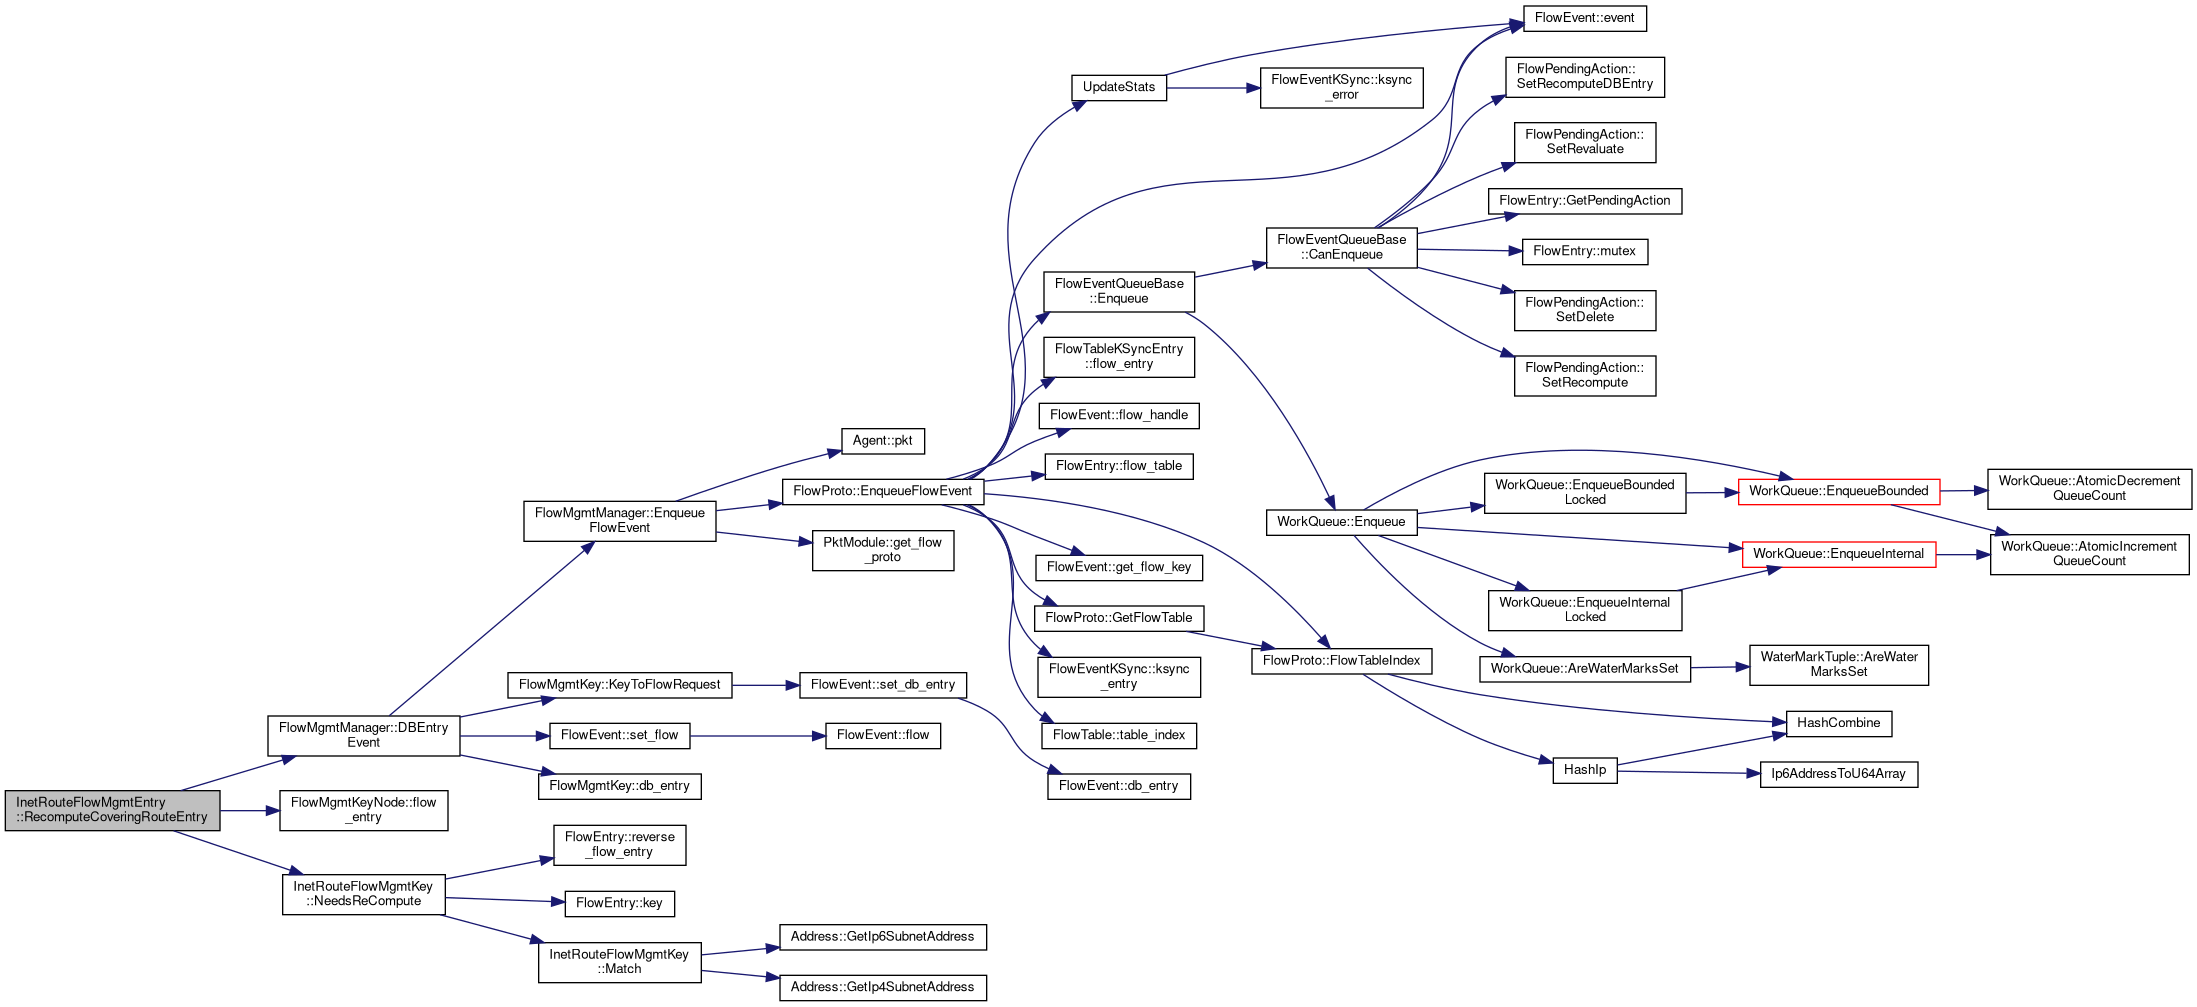 InetRouteFlowMgmtEntry
::RecomputeCoveringRouteEntry
FlowMgmtManager::DBEntry
Event
FlowMgmtKeyNode::flow
_entry
InetRouteFlowMgmtKey
::NeedsReCompute
FlowMgmtManager::Enqueue
FlowEvent
FlowMgmtKey::KeyToFlowRequest
FlowEvent::set_flow
FlowMgmtKey::db_entry
FlowEntry::reverse
_flow_entry
FlowEntry::key
InetRouteFlowMgmtKey
::Match
Agent::pkt
FlowProto::EnqueueFlowEvent
PktModule::get_flow
_proto
FlowEvent::set_db_entry
FlowEvent::flow
Address::GetIp6SubnetAddress
Address::GetIp4SubnetAddress
UpdateStats
FlowEventQueueBase
::Enqueue
FlowTableKSyncEntry
::flow_entry
FlowEvent::flow_handle
FlowEntry::flow_table
FlowEvent::get_flow_key
FlowProto::GetFlowTable
FlowEventKSync::ksync
_entry
FlowTable::table_index
FlowEvent::db_entry
FlowEventKSync::ksync
_error
FlowEventQueueBase
::CanEnqueue
WorkQueue::Enqueue
FlowProto::FlowTableIndex
FlowEvent::event
FlowPendingAction::
SetRecomputeDBEntry
FlowPendingAction::
SetRevaluate
FlowEntry::GetPendingAction
FlowEntry::mutex
FlowPendingAction::
SetDelete
FlowPendingAction::
SetRecompute
WorkQueue::EnqueueBounded
Locked
WorkQueue::EnqueueInternal
Locked
WorkQueue::AreWaterMarksSet
HashIp
WorkQueue::EnqueueBounded
WorkQueue::EnqueueInternal
WaterMarkTuple::AreWater
MarksSet
HashCombine
Ip6AddressToU64Array
WorkQueue::AtomicDecrement
QueueCount
WorkQueue::AtomicIncrement
QueueCount